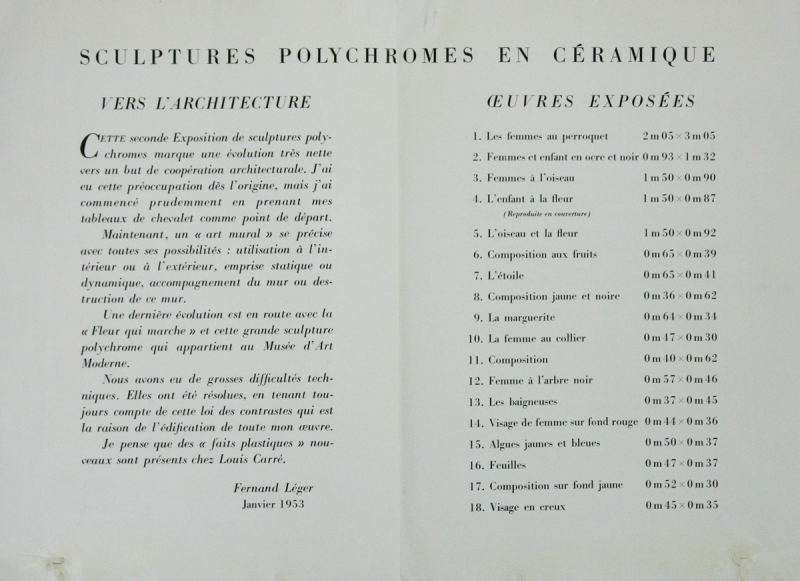 SCULPTURES POLYCHROMES EN CÉRAMIQUE
VERS L'ARCHITECTURE
CETTE seconde Exposition de sculptures poly-
chromes marque une évolution très nette
vers un but de coopération architecturale. J'ai
eu cette préoccupation dès l'origine, mais j'ai
commencé prudemment en prenant mes
tableaux de chevalet comme point de départ.
Maintenant, un « art mural » se précise
avec toutes ses possibilités : utilisation à l'in-
térieur ou à l'extérieur, emprise statique ou
dynamique, accompagnement du mur ou des-
truction de ce mur.
Une dernière évolution est en route avec la
« Fleur qui marche » et cette grande sculpture
polychrome qui appartient au Musée d'Art
Moderne.
Nous avons eu de grosses difficultés tech-
niques. Elles ont été résolues, en tenant tou-
jours compte de cette loi des contrastes qui est
la raison de l'édification de toute mon œuvre.
Je pense que des « faits plastiques » nou-
veaux sont présents chez Louis Carré.
Fernand Léger
Janvier 1953
ŒUVRES EXPOSÉES
1. Les femmes au perroquet 2 m 05 × 3 m 05
2. Femmes et enfant en ocre et noir 0 m 93 × 1 m 32
3. Femmes à l'oiseau 1 m 50 × 0 m 90
4. L'enfant à la fleur 1 m 50 × 0 m 87
(Reproduite en couverture)
5. L'oiseau et la fleur 1 m 50 × 0 m 92
6. Composition aux fruits 0 m 65 × 0 m 39
7. L'étoile 0 m 65 × 0 m 41
8. Composition jaune et noire 0 m 36 × 0 m 62
9. La marguerite 0 m 64 × 0 m 34
10. La femme au collier 0 m 47 × 0 m 30
11. Composition 0 m 40 × 0 m 62
12. Femme à l'arbre noir 0 m 57 × 0 m 46
13. Les baigneuses 0 m 37 × 0 m 45
14. Visage de femme sur fond rouge 0 m 44 × 0 m 36
15. Algues jaunes et bleues 0 m 50 × 0 m 37
16. Feuilles 0 m 47 × 0 m 37
17. Composition sur fond jaune 0 m 52 × 0 m 30
18. Visage en creux 0 m 45 × 0 m 35